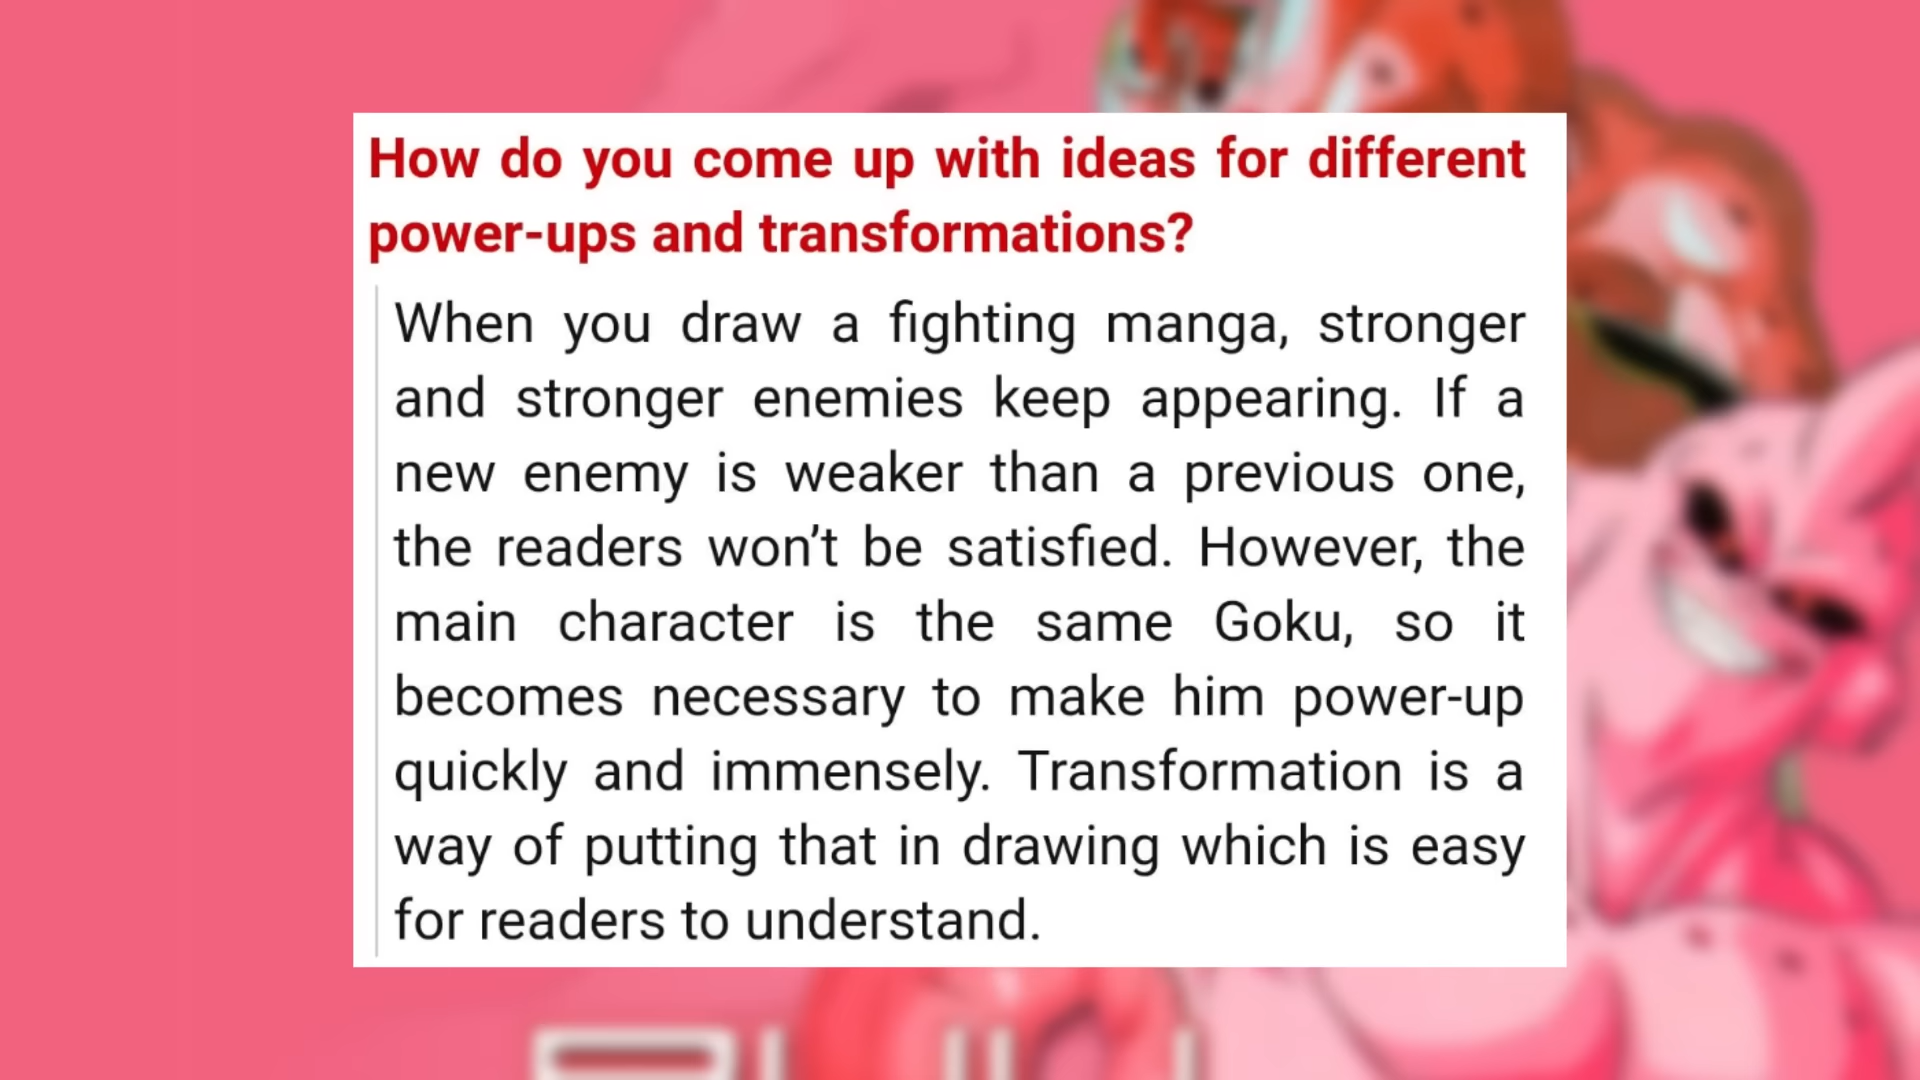 How do you come up with ideas for different
power-ups and transformations?
When you draw a fighting manga, stronger
and stronger enemies keep appearing. If a
new enemy is weaker than a previous one,
the readers won’t be satisfied. However, the
main character is the same Goku, so it
becomes necessary to make him power-up
quickly and immensely. Transformation is a
way of putting that in drawing which is easy
for readers to understand.